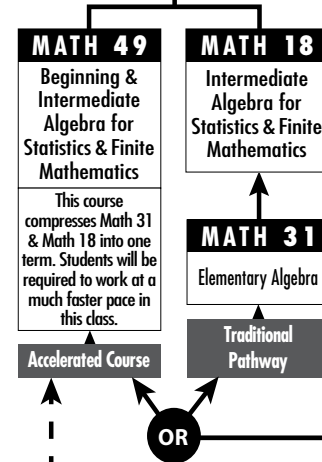 MATH 49
Beginning &
Intermediate
Algebra for
Statistics & Finite
Mathematics
This course
compresses Math 31
& Math 18 into one
term. Students will be
required to work at a
much faster pace in
this class.
Accelerated Course
MATH 18
Intermediate
Algebra for
Statistics & Finite
Mathematics
MATH 31
Elementary Algebra
Traditional
Pathway
OR